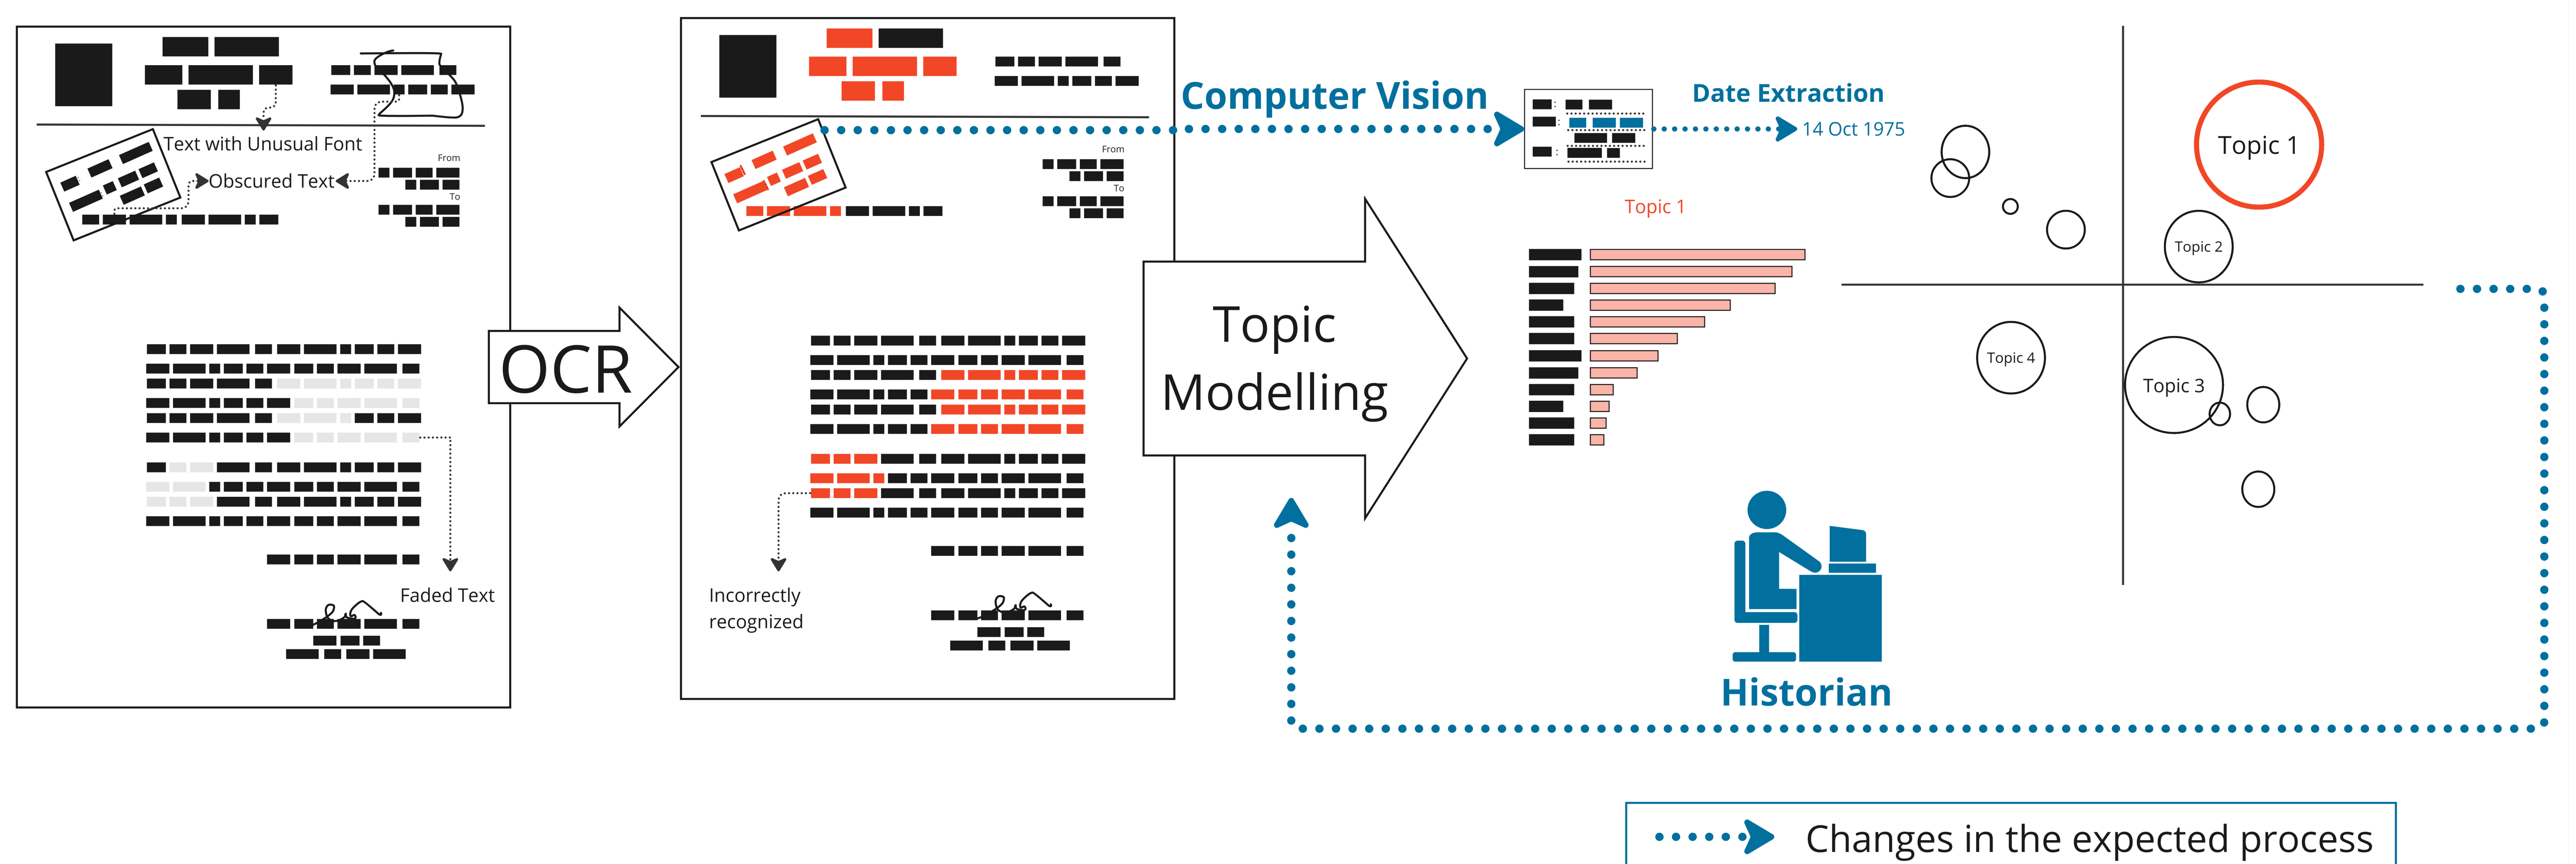 Text with Unusual Font
Obscured Text
From
To
Faded Text
OCR
From
To
Incorrectly
recognized
Computer Vision
Date Extraction
14 Oct 1975
Topic
Modelling
Topic 1
Topic 1
Topic 2
Topic 4
Topic 3
Historian
Changes in the expected process